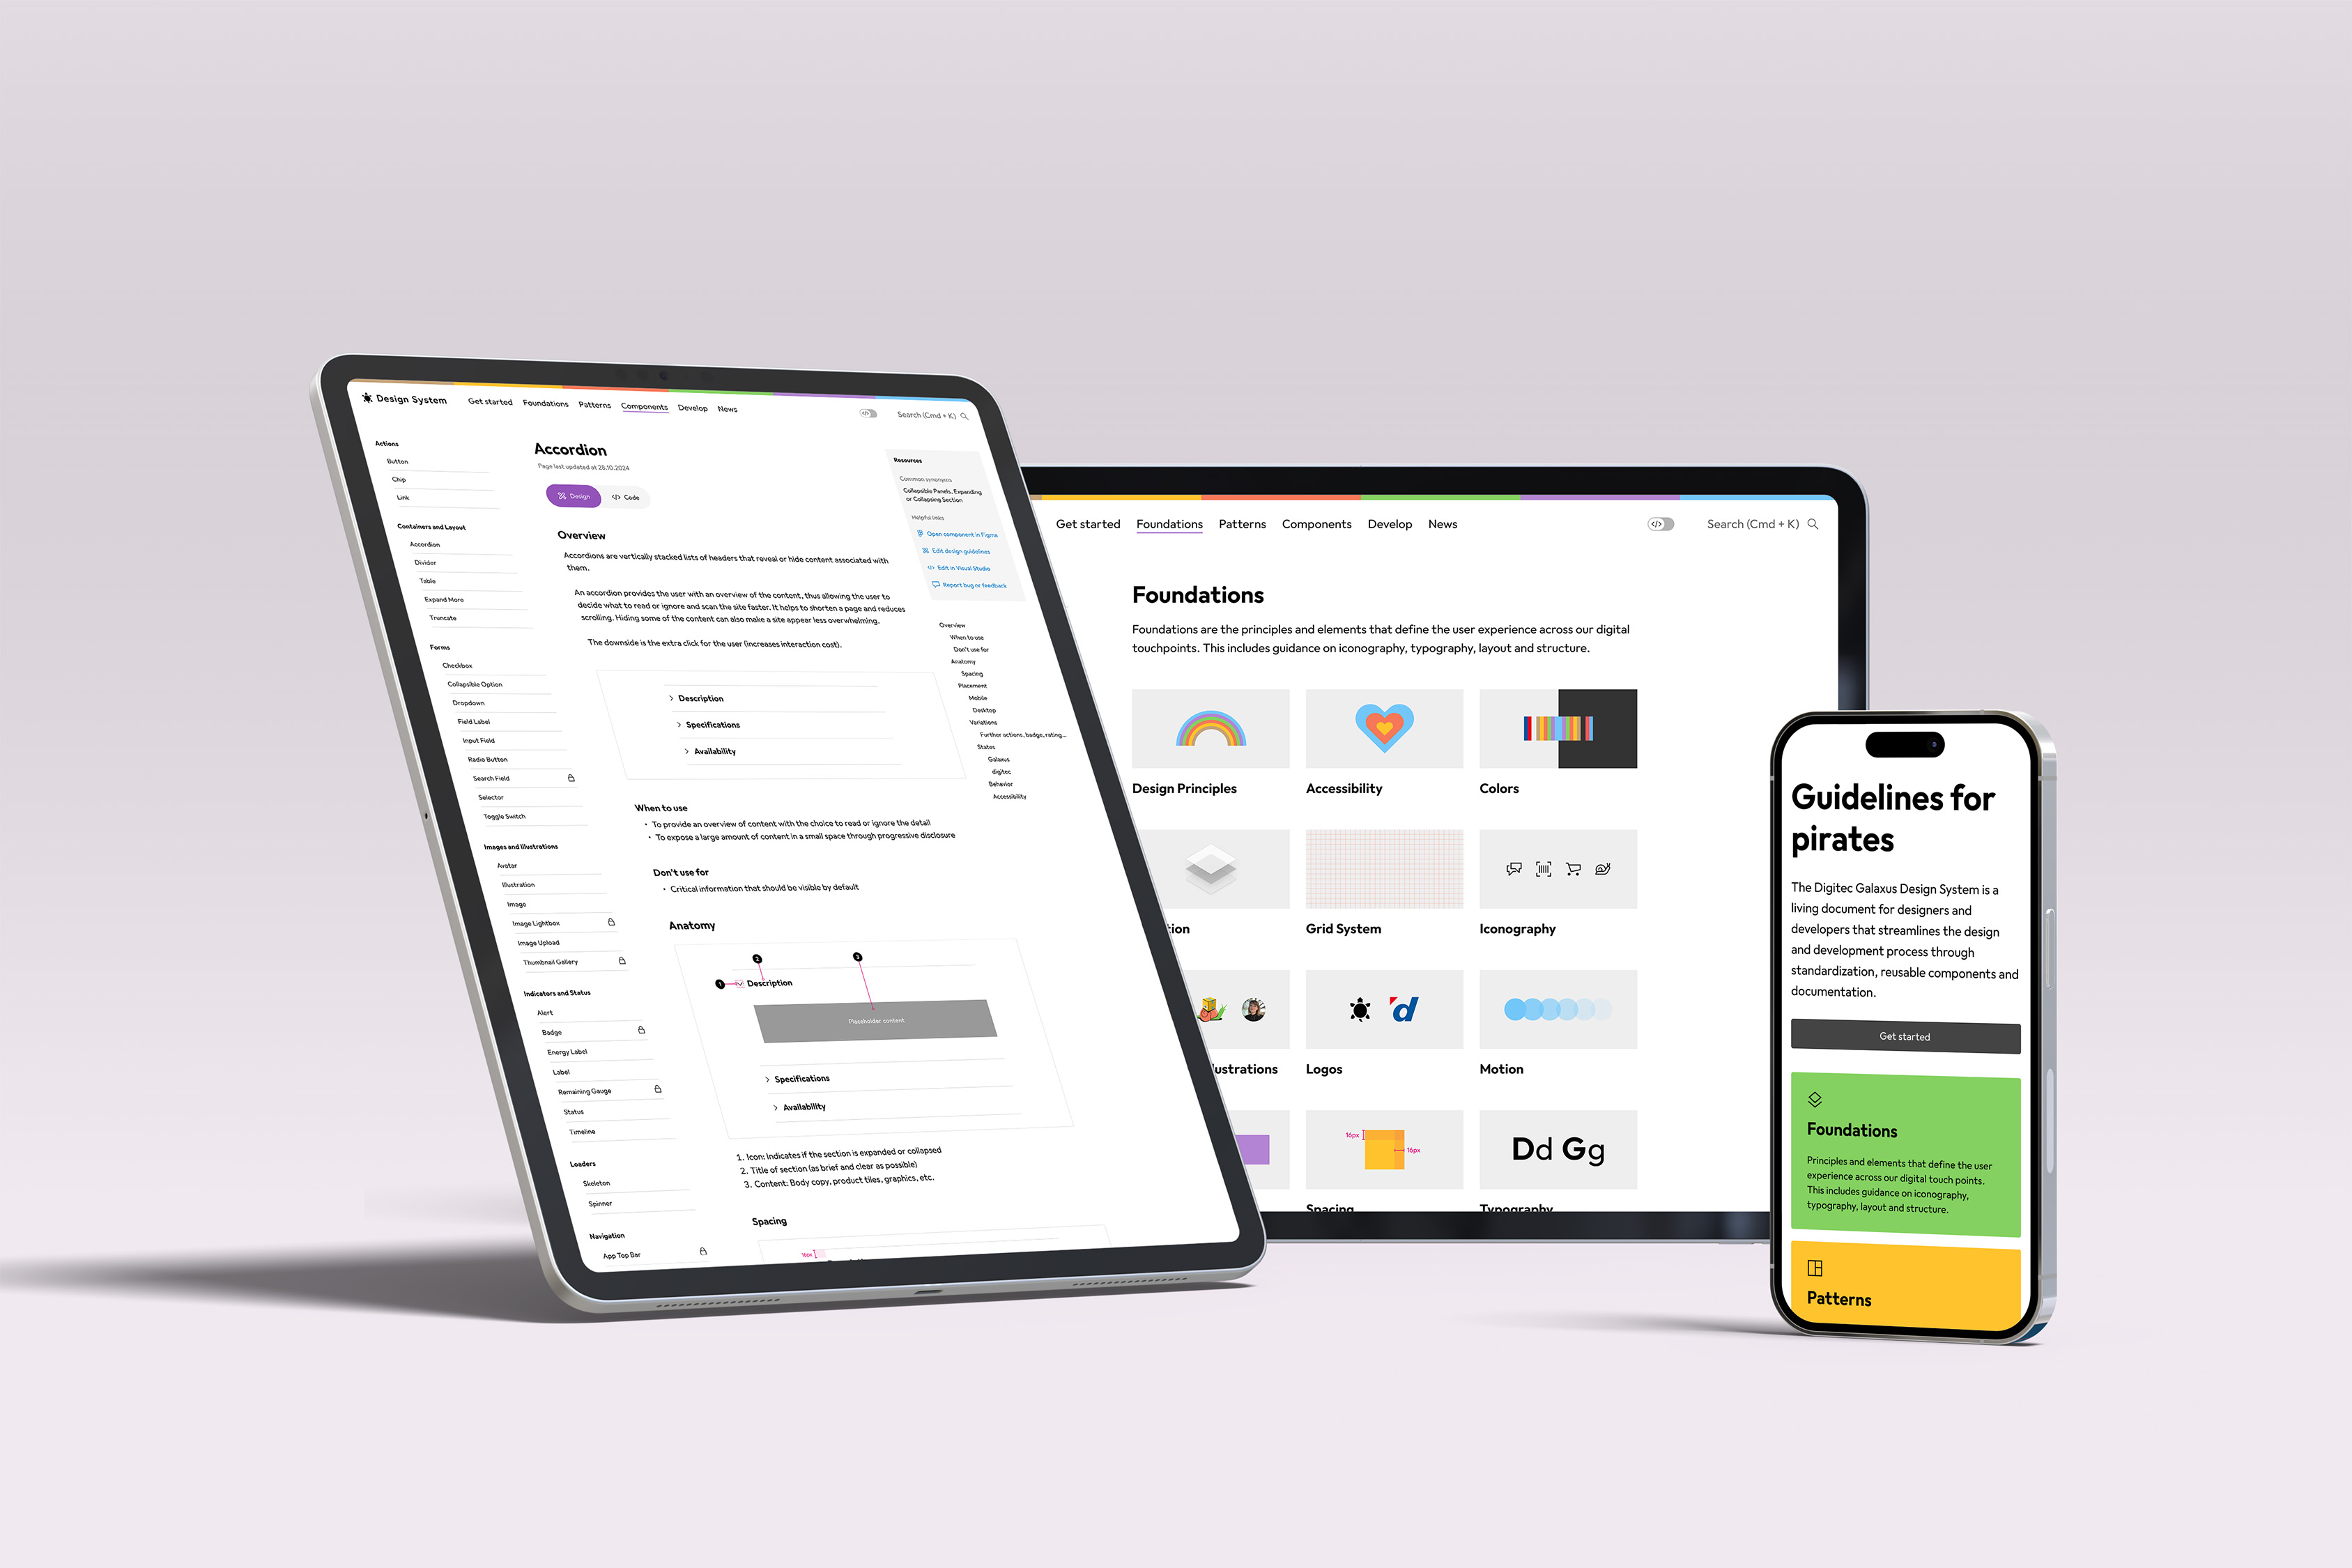 Design System
Get started
Foundations
Patterns
Components
Develop
News
Search (Cmd + K)
Actions
Button
Chip
Link
Containers and Layout
Accordion
Divider
Table
Expand More
Truncate
Forms
Checkbox
Collapsible Option
Dropdown
Field Label
Input Field
Radio Button
Search Field
Selector
Toggle Switch
Images and Illustrations
Avatar
Illustration
Image
Image Lightbox
Image Upload
Thumbnail Gallery
Indicators and Status
Alert
Badge
Energy Label
Label
Remaining Gauge
Status
Timeline
Loaders
Skeleton
Spinner
Navigation
App Top Bar
Accordion
Page last updated at 28.10.2024
Design
Code
Overview
Accordions are vertically stacked lists of headers that reveal or hide content associated with
them.
An accordion provides the user with an overview of the content, thus allowing the user to
decide what to read or ignore and scan the site faster. It helps to shorten a page and reduces
scrolling. Hiding some of the content can also make a site appear less overwhelming.
The downside is the extra click for the user (increases interaction cost).
Description
Specifications
Availability
When to use
• To provide an overview of content with the choice to read or ignore the detail
• To expose a large amount of content in a small space through progressive disclosure
Don't use for
• Critical information that should be visible by default
Anatomy
2
3
1
Description
Placeholder content
Specifications
Availability
1. Icon: Indicates if the section is expanded or collapsed
2. Title of section (as brief and clear as possible)
3. Content: Body copy, product tiles, graphics, etc.
Spacing
16px
Resources
Common synonyms
Collapsible Panels, Expanding
or Collapsing Section
Helpful links
Open component in Figma
Edit design guidelines
Edit in Visual Studio
Report bug or feedback
Overview
When to use
Don't use for
Anatomy
Spacing
Placement
Mobile
Desktop
Variations
Further actions, badge, rating...
States
Galaxus
digitec
Behavior
Accessibility
Get started
Foundations
Patterns
Components
Develop
News
Search (Cmd + K)
Foundations
Foundations are the principles and elements that define the user experience across our digital
touchpoints. This includes guidance on iconography, typography, layout and structure.
Design Principles
Accessibility
Colors
tion
Grid System
Iconography
d
lustrations
Logos
Motion
16px
16px
Dd Gg
Spacing
Typography
Guidelines for
pirates
The Digitec Galaxus Design System is a
living document for designers and
developers that streamlines the design
and development process through
standardization, reusable components and
documentation.
Get started
Foundations
Principles and elements that define the user
experience across our digital touch points.
This includes guidance on iconography,
typography, layout and structure.
Patterns